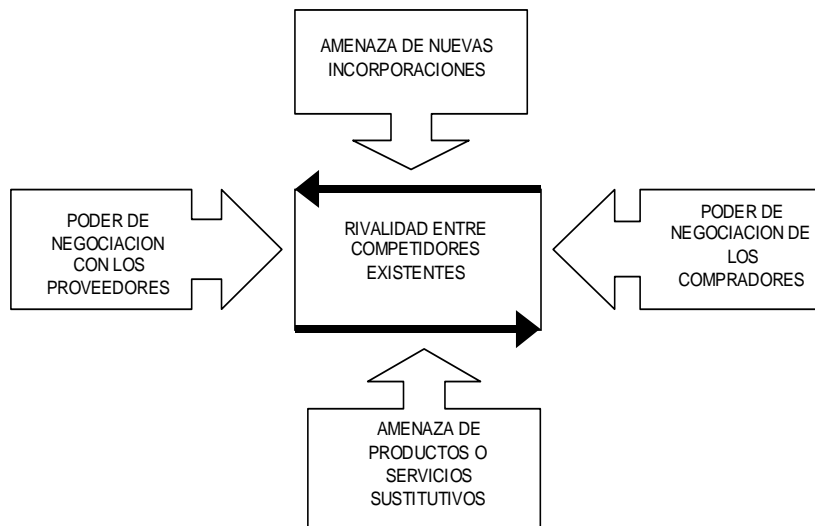 AMENAZA DE NUEVAS
INCORPORACIONES
PODER DE
NEGOCIACION
CON LOS
PROVEEDORES
RIVALIDAD ENTRE
COMPETIDORES
EXISTENTES
PODER DE
NEGOCIACION DE
LOS
COMPRADORES
AMENAZA DE
PRODUCTOS O
SERVICIOS
SUSTITUTIVOS